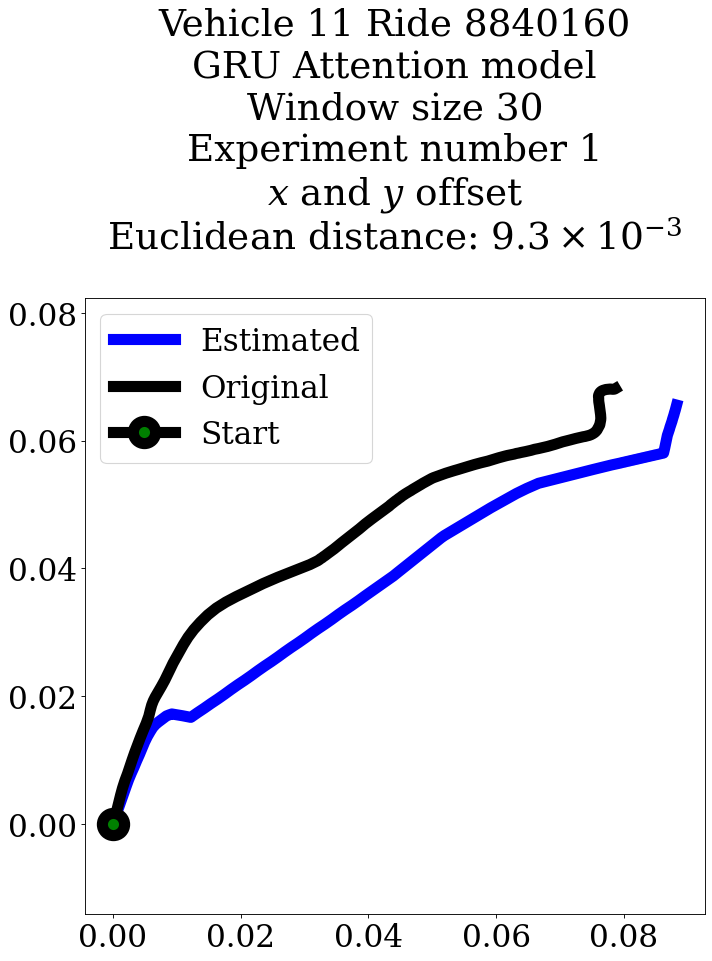 Vehicle 11 Ride 8840160
GRU Attention model
Window size 30
Experiment number 1
x and y offset
Euclidean distance: 9.3 × 10⁻³
0.08
Estimated
Original
Start
0.06
0.04
0.02
0.00
0.00 0.02 0.04 0.06 0.08